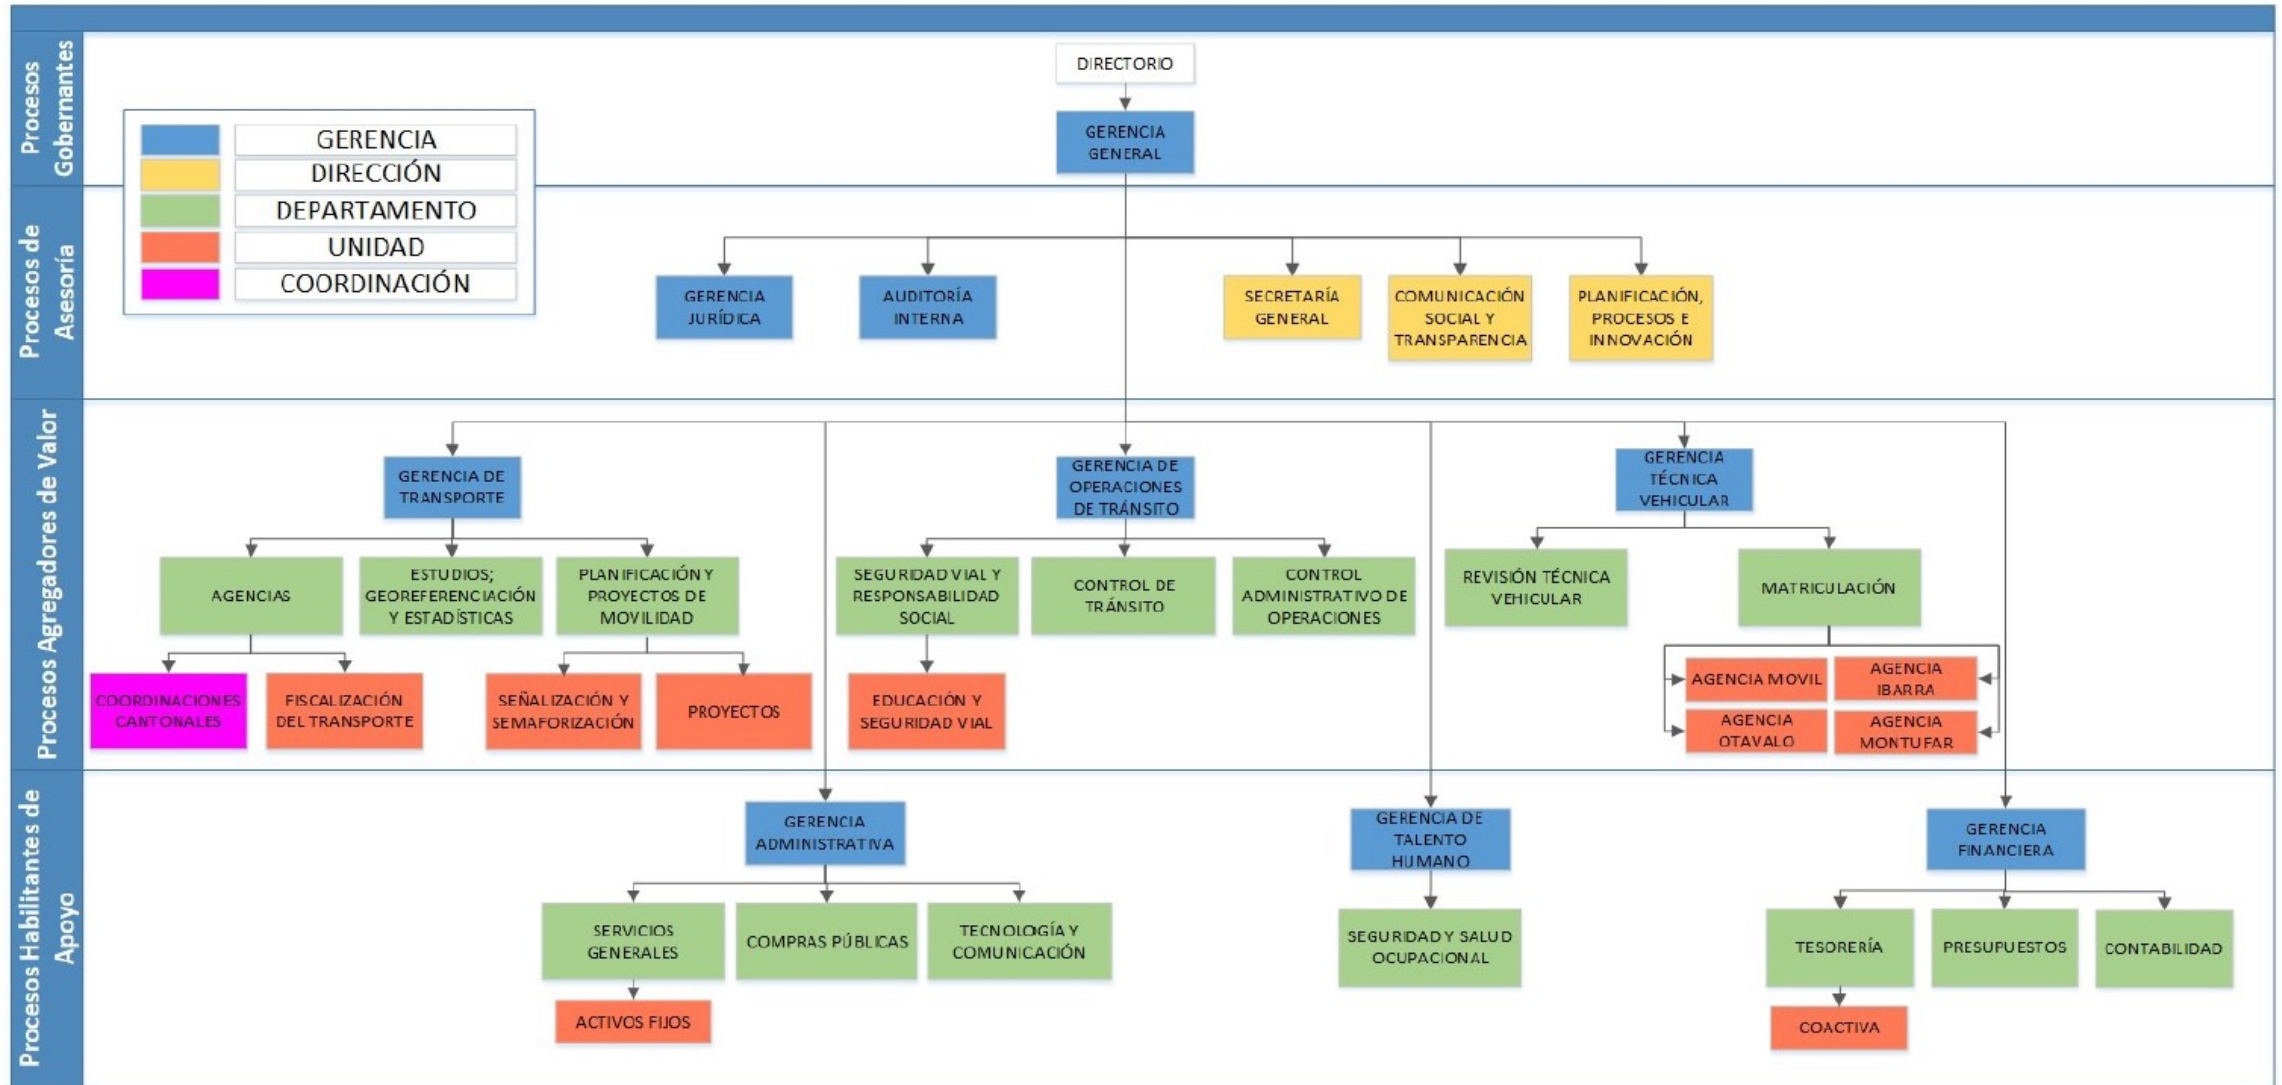 Procesos
Gobernantes
DIRECTORIO
GERENCIA
GENERAL
GERENCIA
DIRECCIÓN
DEPARTAMENTO
UNIDAD
COORDINACIÓN
Procesos de
Asesoría
GERENCIA
JURÍDICA
AUDITORÍA
INTERNA
SECRETARÍA
GENERAL
COMUNICACIÓN
SOCIAL Y
TRANSPARENCIA
PLANIFICACIÓN,
PROCESOS E
INNOVACIÓN
Procesos Agregadores de Valor
GERENCIA DE
TRANSPORTE
GERENCIA DE
OPERACIONES
DE TRÁNSITO
GERENCIA
TÉCNICA
VEHICULAR
AGENCIAS
ESTUDIOS;
GEOREFERENCIACIÓN
Y ESTADÍSTICAS
PLANIFICACIÓN Y
PROYECTOS DE
MOVILIDAD
SEGURIDAD VIAL Y
RESPONSABILIDAD
SOCIAL
CONTROL DE
TRÁNSITO
CONTROL
ADMINISTRATIVO DE
OPERACIONES
REVISIÓN TÉCNICA
VEHICULAR
MATRICULACIÓN
COORDINACIONES
CANTONALES
FISCALIZACIÓN
DEL TRANSPORTE
SEÑALIZACIÓN Y
SEMAFORIZACIÓN
PROYECTOS
EDUCACIÓN Y
SEGURIDAD VIAL
AGENCIA MOVIL
AGENCIA
IBARRA
AGENCIA
OTAVALO
AGENCIA
MONTUFAR
Procesos Habilitantes de
Apoyo
GERENCIA
ADMINISTRATIVA
GERENCIA DE
TALENTO
HUMANO
GERENCIA
FINANCIERA
SERVICIOS
GENERALES
COMPRAS PÚBLICAS
TECNOLOGÍA Y
COMUNICACIÓN
SEGURIDAD Y SALUD
OCUPACIONAL
TESORERÍA
PRESUPUESTOS
CONTABILIDAD
ACTIVOS FIJOS
COACTIVA